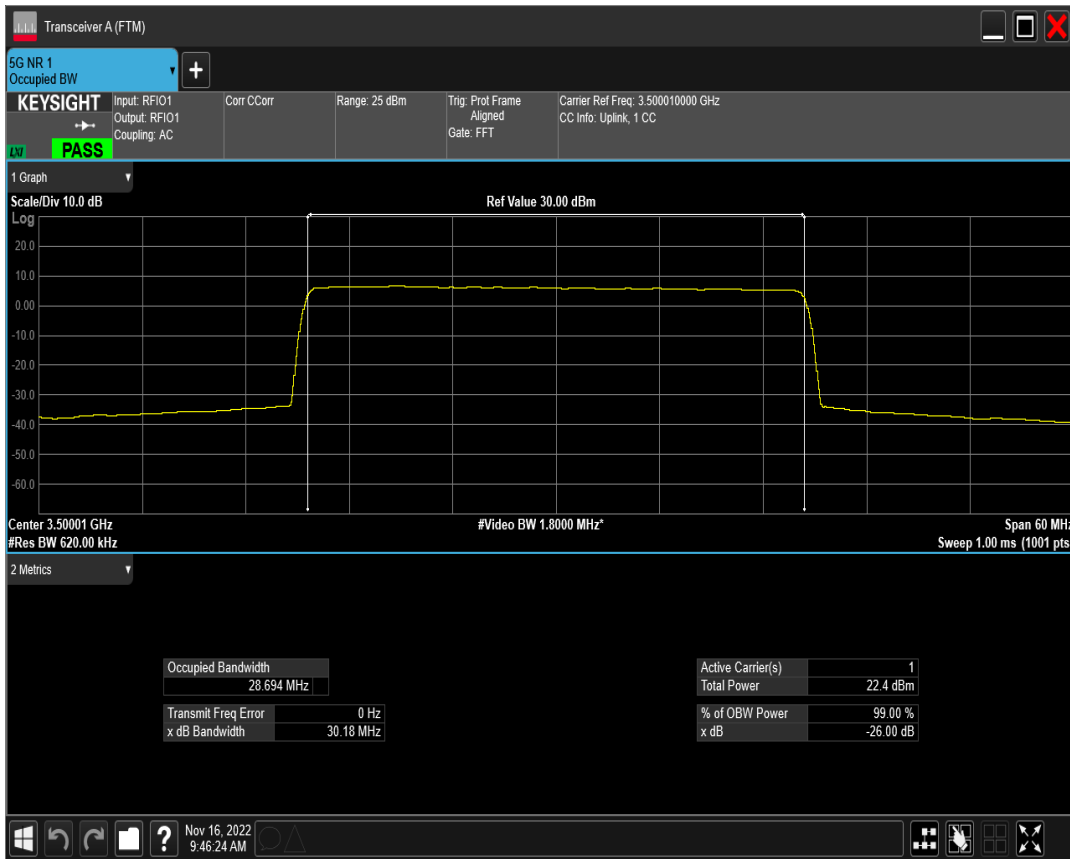 Transceiver A (FTM)
5G NR 1
Occupied BW
+
KEYSIGHT
Input: RFIO1
Output: RFIO1
Coupling: AC
Corr CCorr
Range: 25 dBm
Trig: Prot Frame
Aligned
Gate: FFT
Carrier Ref Freq: 3.500010000 GHz
CC Info: Uplink, 1 CC
LXI
PASS
1 Graph
Scale/Div 10.0 dB
Ref Value 30.00 dBm
Log
20.0
10.0
0.00
-10.0
-20.0
-30.0
-40.0
-50.0
-60.0
Center 3.50001 GHz
#Video BW 1.8000 MHz*
Span 60 MHz
#Res BW 620.00 kHz
Sweep 1.00 ms (1001 pts
2 Metrics
Occupied Bandwidth
28.694 MHz
Transmit Freq Error 0 Hz
x dB Bandwidth 30.18 MHz
Active Carrier(s) 1
Total Power 22.4 dBm
% of OBW Power 99.00 %
x dB -26.00 dB
?
Nov 16, 2022
9:46:24 AM